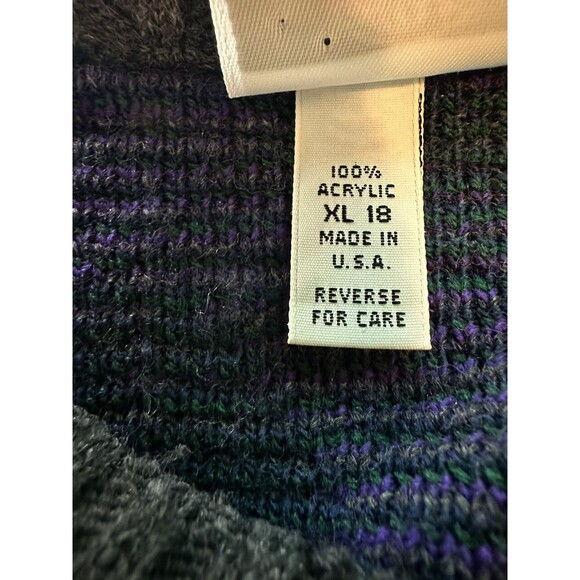 100%
ACRYLIC
XL 18
MADE IN
U.S.A.
REVERSE
FOR CARE